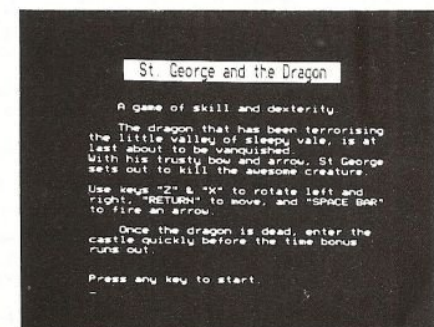 St. George and the Dragon
A game of skill and dexterity.
The dragon that has been terrorising
the little valley of sleepy vale, is at
last about to be vanquished.
With his trusty bow and arrow, St George
sets out to kill the awesome creature.
Use keys "Z" & "X" to rotate left and
right, "RETURN" to move, and "SPACE BAR"
to fire an arrow.
Once the dragon is dead, enter the
castle quickly before the time bonus
runs out.
Press any key to start.